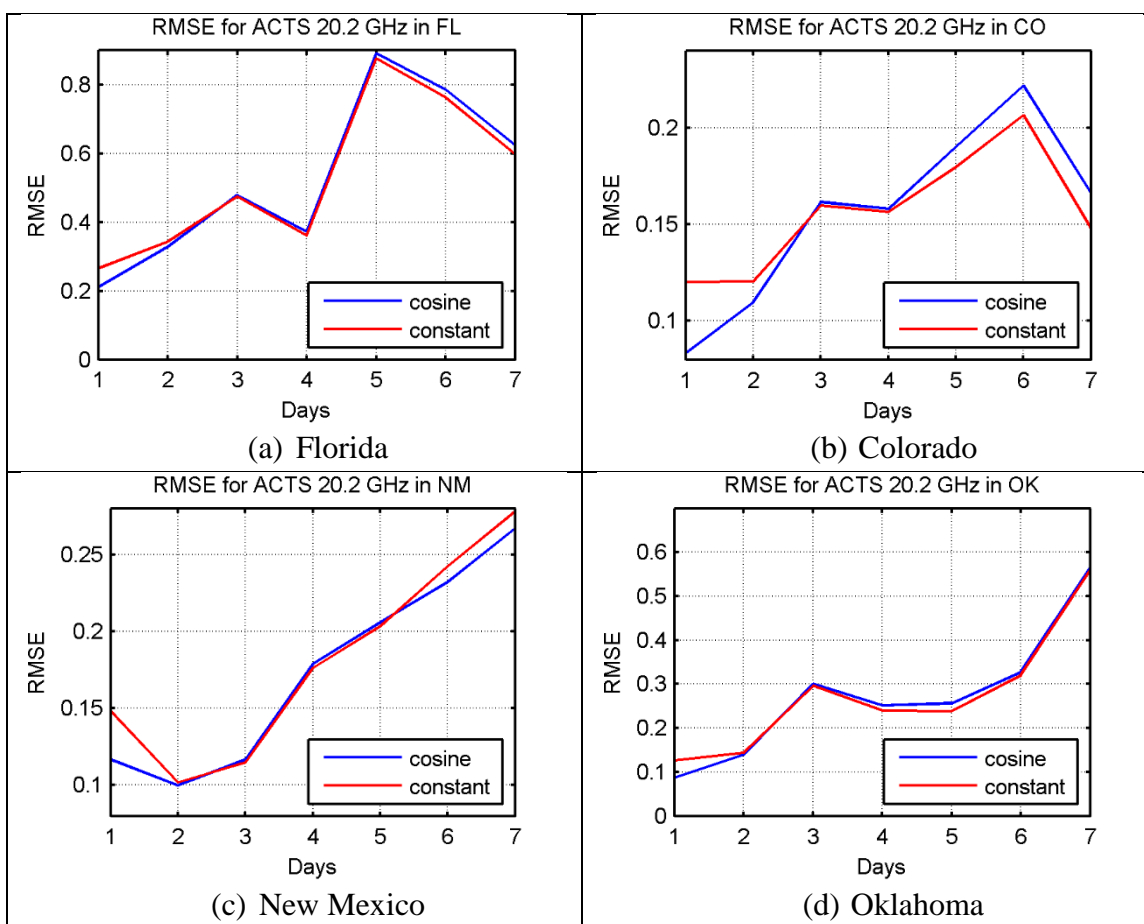 RMSE for ACTS 20.2 GHz in FL
RMSE
0.8
0.6
0.4
0.2
0
cosine
constant
1 2 3 4 5 6 7
Days
(a) Florida
RMSE for ACTS 20.2 GHz in CO
RMSE
0.2
0.15
0.1
cosine
constant
1 2 3 4 5 6 7
Days
(b) Colorado
RMSE for ACTS 20.2 GHz in NM
RMSE
0.25
0.2
0.15
0.1
cosine
constant
1 2 3 4 5 6 7
Days
(c) New Mexico
RMSE for ACTS 20.2 GHz in OK
RMSE
0.6
0.5
0.4
0.3
0.2
0.1
0
cosine
constant
1 2 3 4 5 6 7
Days
(d) Oklahoma